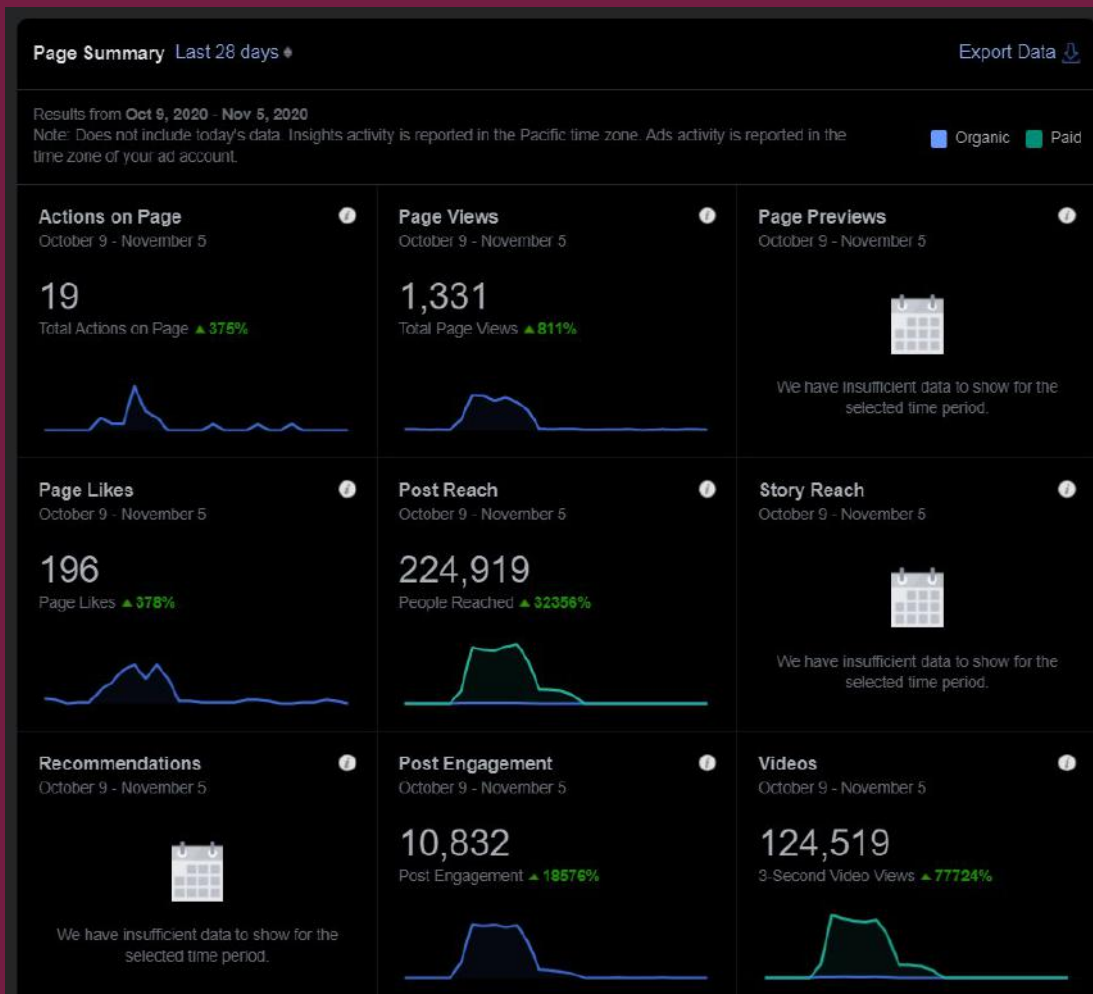 Page Summary Last 28 days
Export Data
Results from Oct 9, 2020 - Nov 5, 2020
Note: Does not include today's data. Insights activity is reported in the Pacific time zone. Ads activity is reported in the
time zone of your ad account.
Organic Paid
Actions on Page
October 9 - November 5
19
Total Actions on Page ▲ 375%
Page Views
October 9 - November 5
1,331
Total Page Views ▲ 811%
Page Previews
October 9 - November 5
We have insufficient data to show for the
selected time period.
Page Likes
October 9 - November 5
196
Page Likes ▲ 378%
Post Reach
October 9 - November 5
224,919
People Reached ▲ 32356%
Story Reach
October 9 - November 5
We have insufficient data to show for the
selected time period.
Recommendations
October 9 - November 5
We have insufficient data to show for the
selected time period.
Post Engagement
October 9 - November 5
10,832
Post Engagement ▲ 18576%
Videos
October 9 - November 5
124,519
3-Second Video Views ▲ 77724%